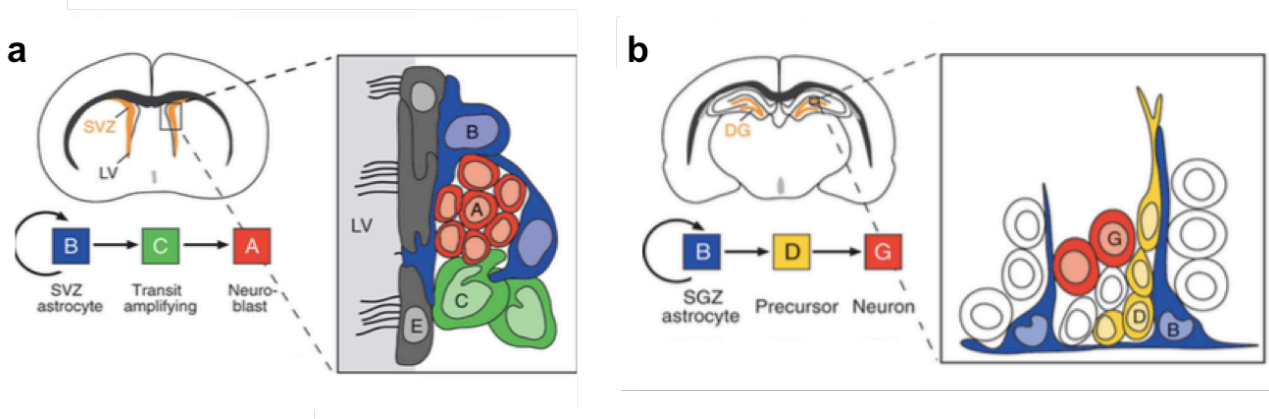 a
SVZ
LV
B
C
A
SVZ
astrocyte
Transit
amplifying
Neuro-
blast
LV
B
A
C
E
b
DG
B
D
G
SGZ
astrocyte
Precursor
Neuron
G
D
B